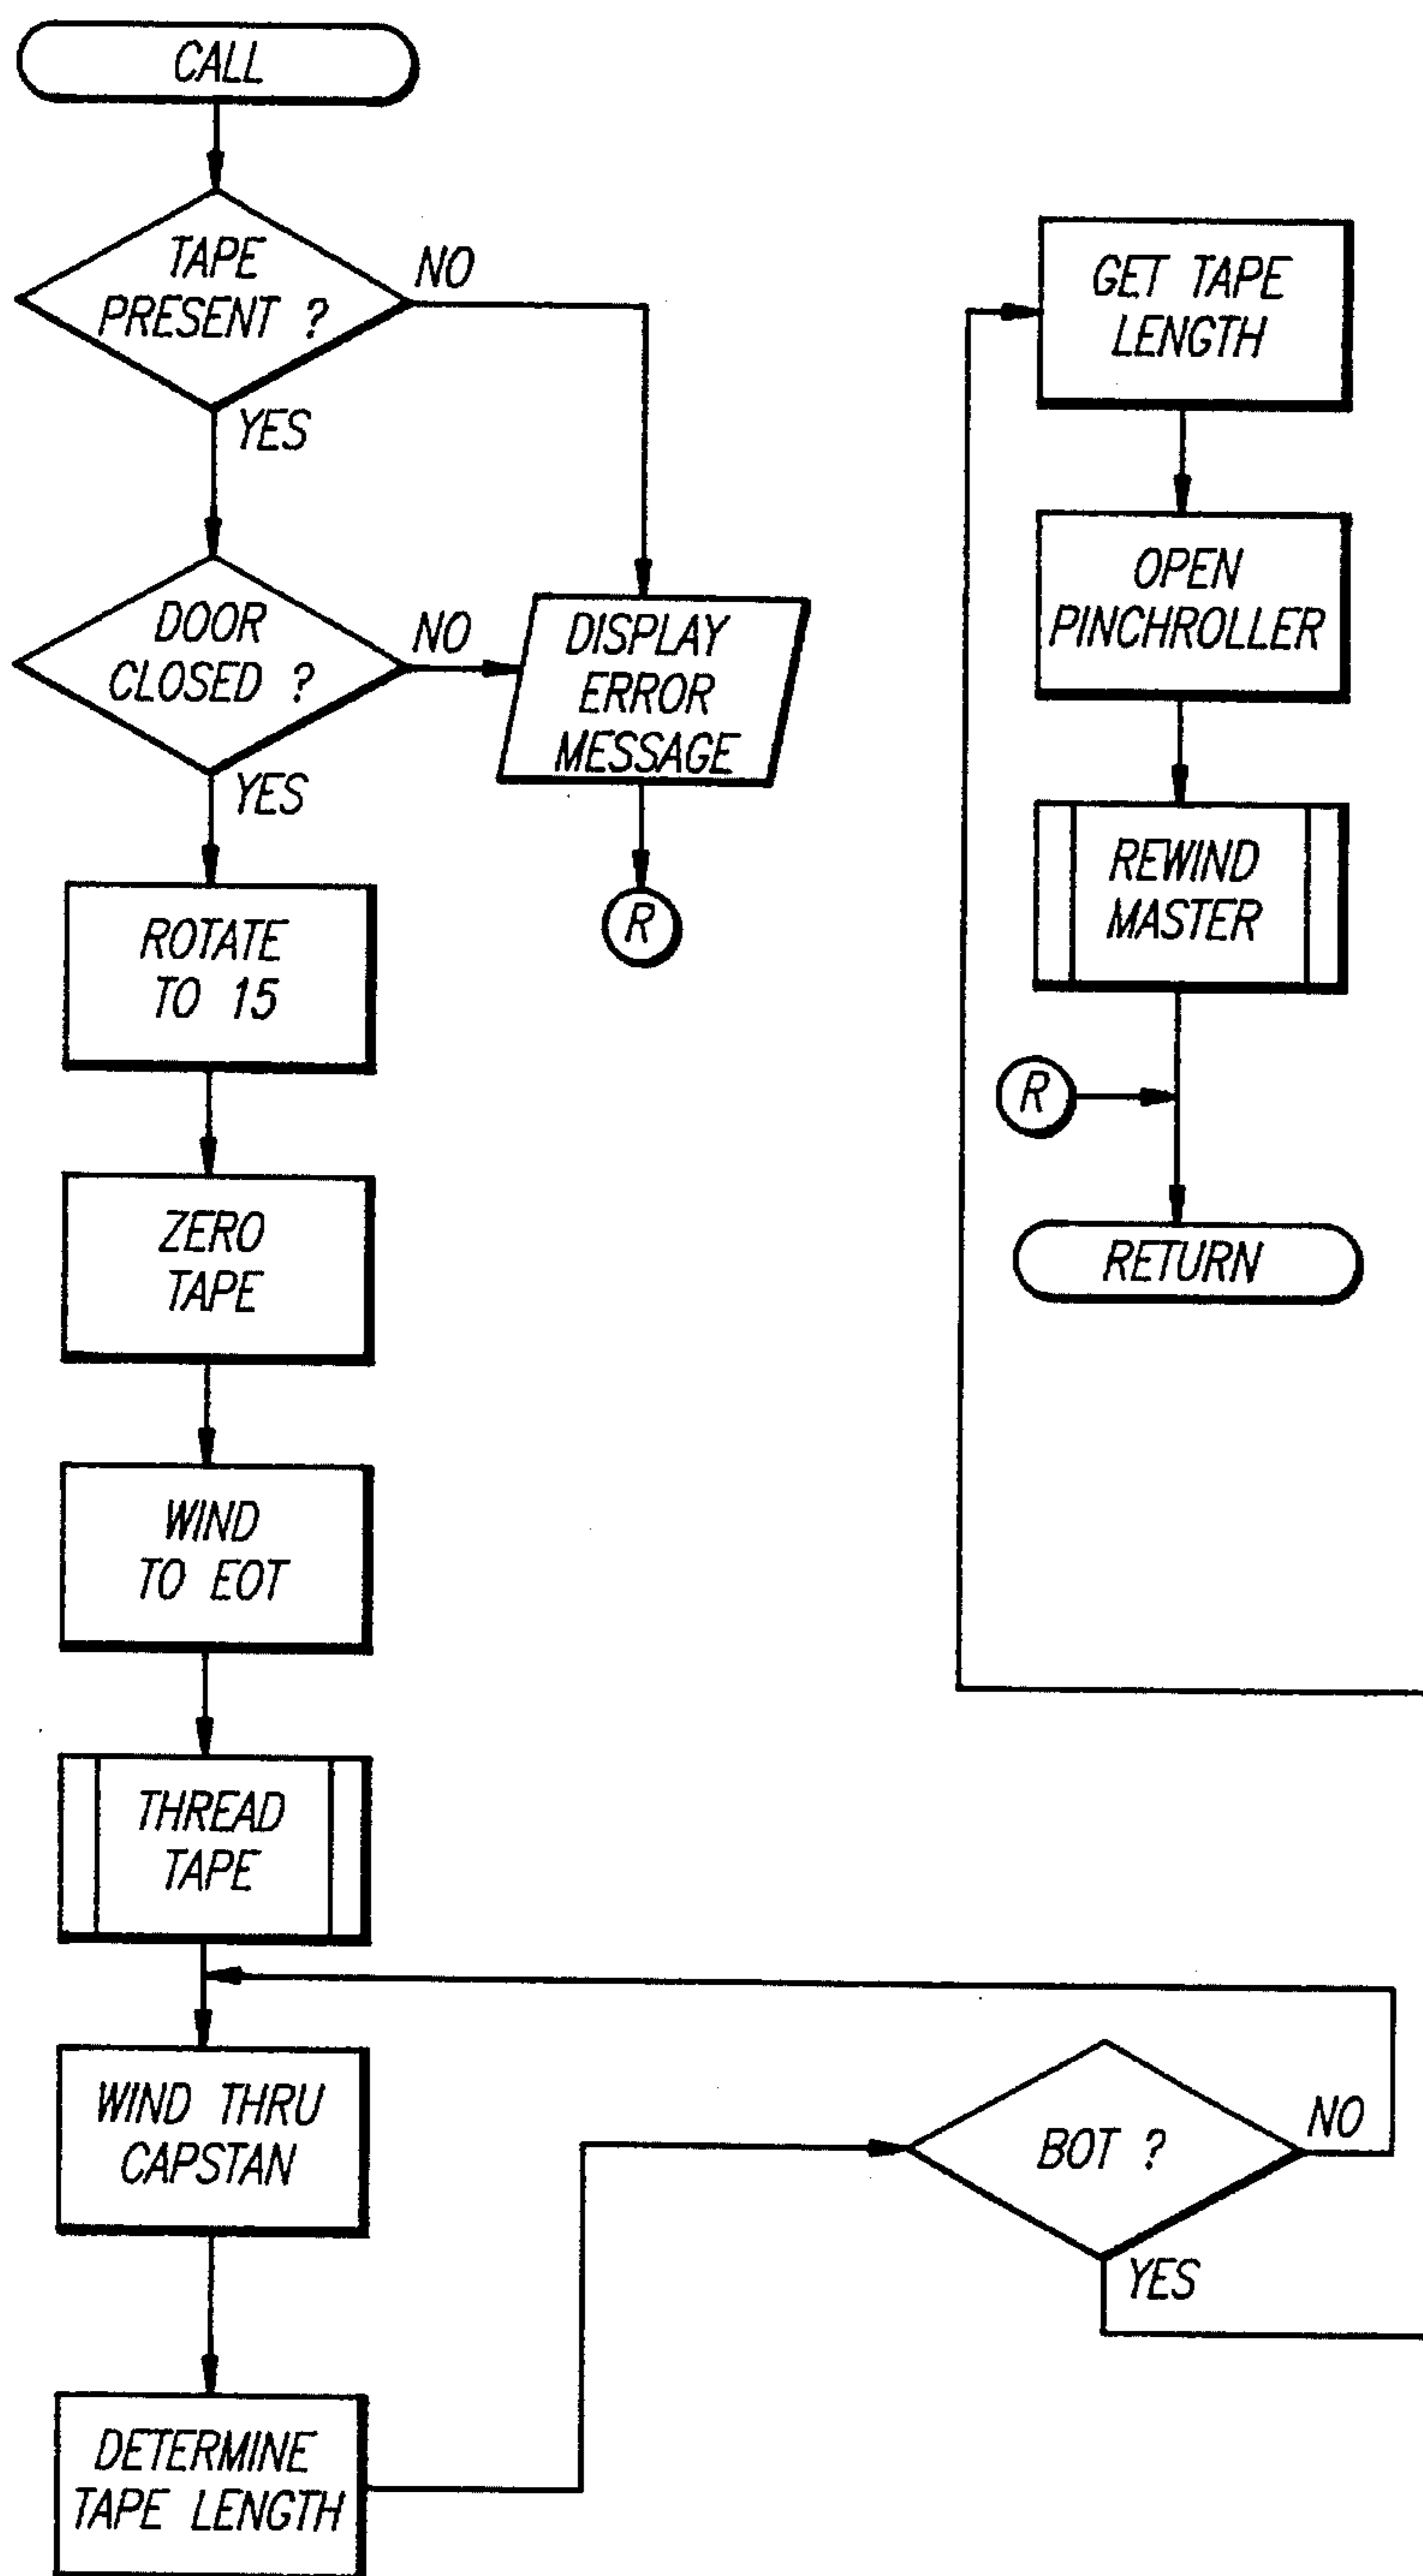 CALL
TAPE
PRESENT ?
NO
YES
DOOR
CLOSED ?
NO
YES
DISPLAY
ERROR
MESSAGE
R
ROTATE
TO 15
ZERO
TAPE
WIND
TO EOT
THREAD
TAPE
WIND THRU
CAPSTAN
DETERMINE
TAPE LENGTH
BOT ?
NO
YES
GET TAPE
LENGTH
OPEN
PINCHROLLER
REWIND
MASTER
R
RETURN